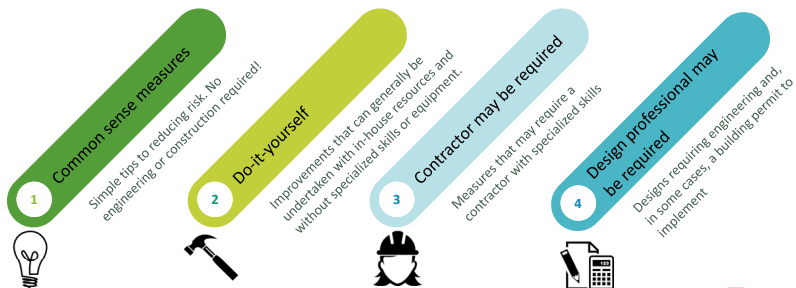 1
Common sense measures
Simple tips to reducing risk. No
engineering or construction required!
2
Do-it-yourself
Improvements that can generally be
undertaken with in-house resources and
without specialized skills or equipment.
3
Contractor may be required
Measures that may require a
contractor with specialized skills
4
Design professional may
be required
Designs requiring engineering and,
in some cases, a building permit to
implement